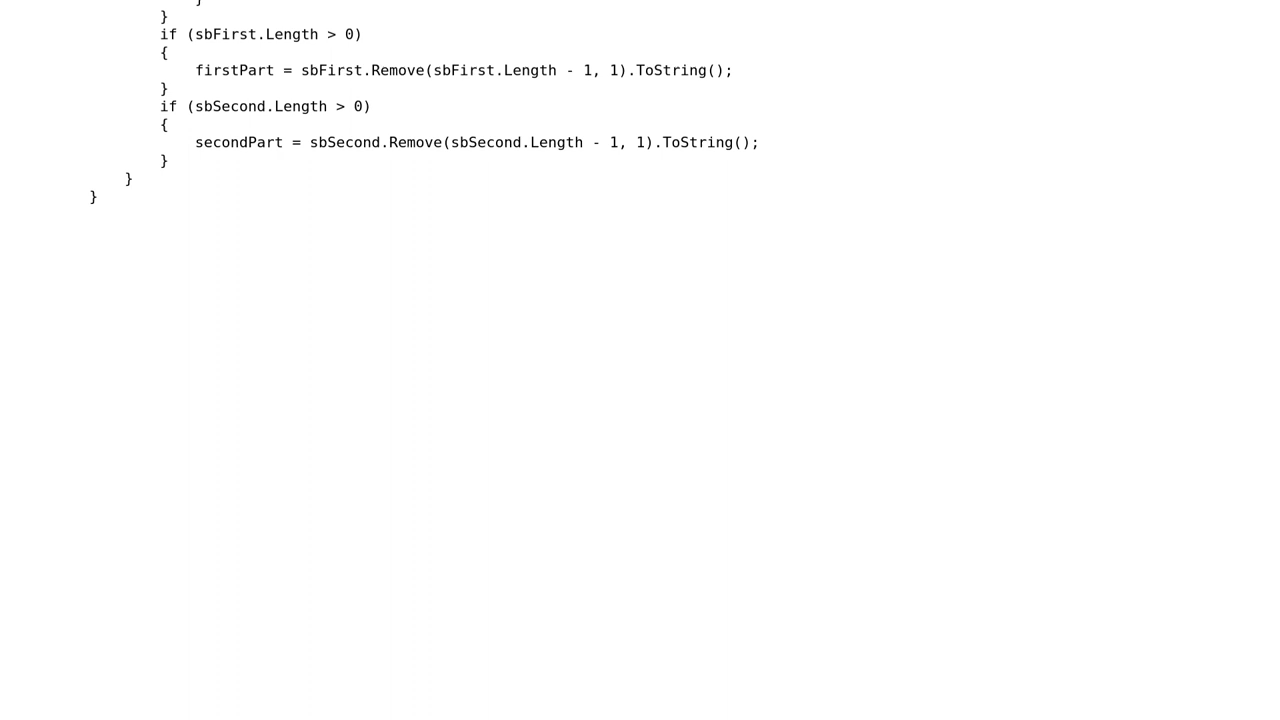 }
}
if (sbFirst.Length > 0)
{
firstPart = sbFirst.Remove(sbFirst.Length - 1, 1).ToString();
}
if (sbSecond.Length > 0)
{
secondPart = sbSecond.Remove(sbSecond.Length - 1, 1).ToString();
}
}
}